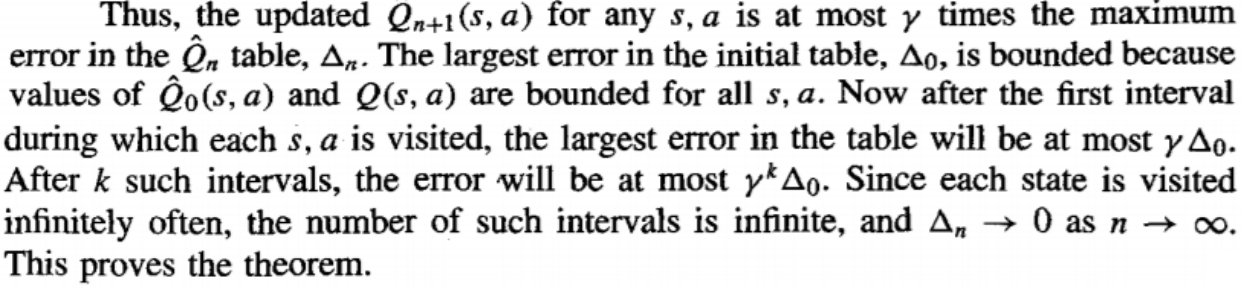 Thus, the updated Q_{n+1}(s, a) for any s, a is at most γ times the maximum
error in the Q̂_n table, Δ_n. The largest error in the initial table, Δ_0, is bounded because
values of Q̂_0(s, a) and Q(s, a) are bounded for all s, a. Now after the first interval
during which each s, a is visited, the largest error in the table will be at most γΔ_0.
After k such intervals, the error will be at most γ^kΔ_0. Since each state is visited
infinitely often, the number of such intervals is infinite, and Δ_n → 0 as n → ∞.
This proves the theorem.